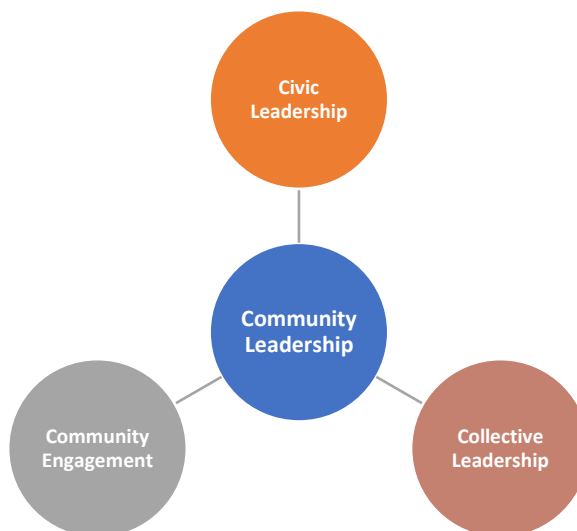 Civic
Leadership
Community
Leadership
Community
Engagement
Collective
Leadership